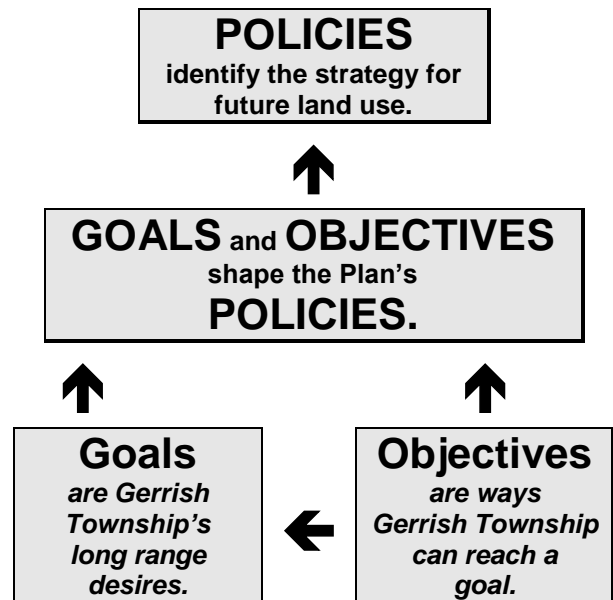 POLICIES
identify the strategy for
future land use.
GOALS and OBJECTIVES
shape the Plan's
POLICIES.
Goals
are Gerrish
Township's
long range
desires.
Objectives
are ways
Gerrish Township
can reach a
goal.